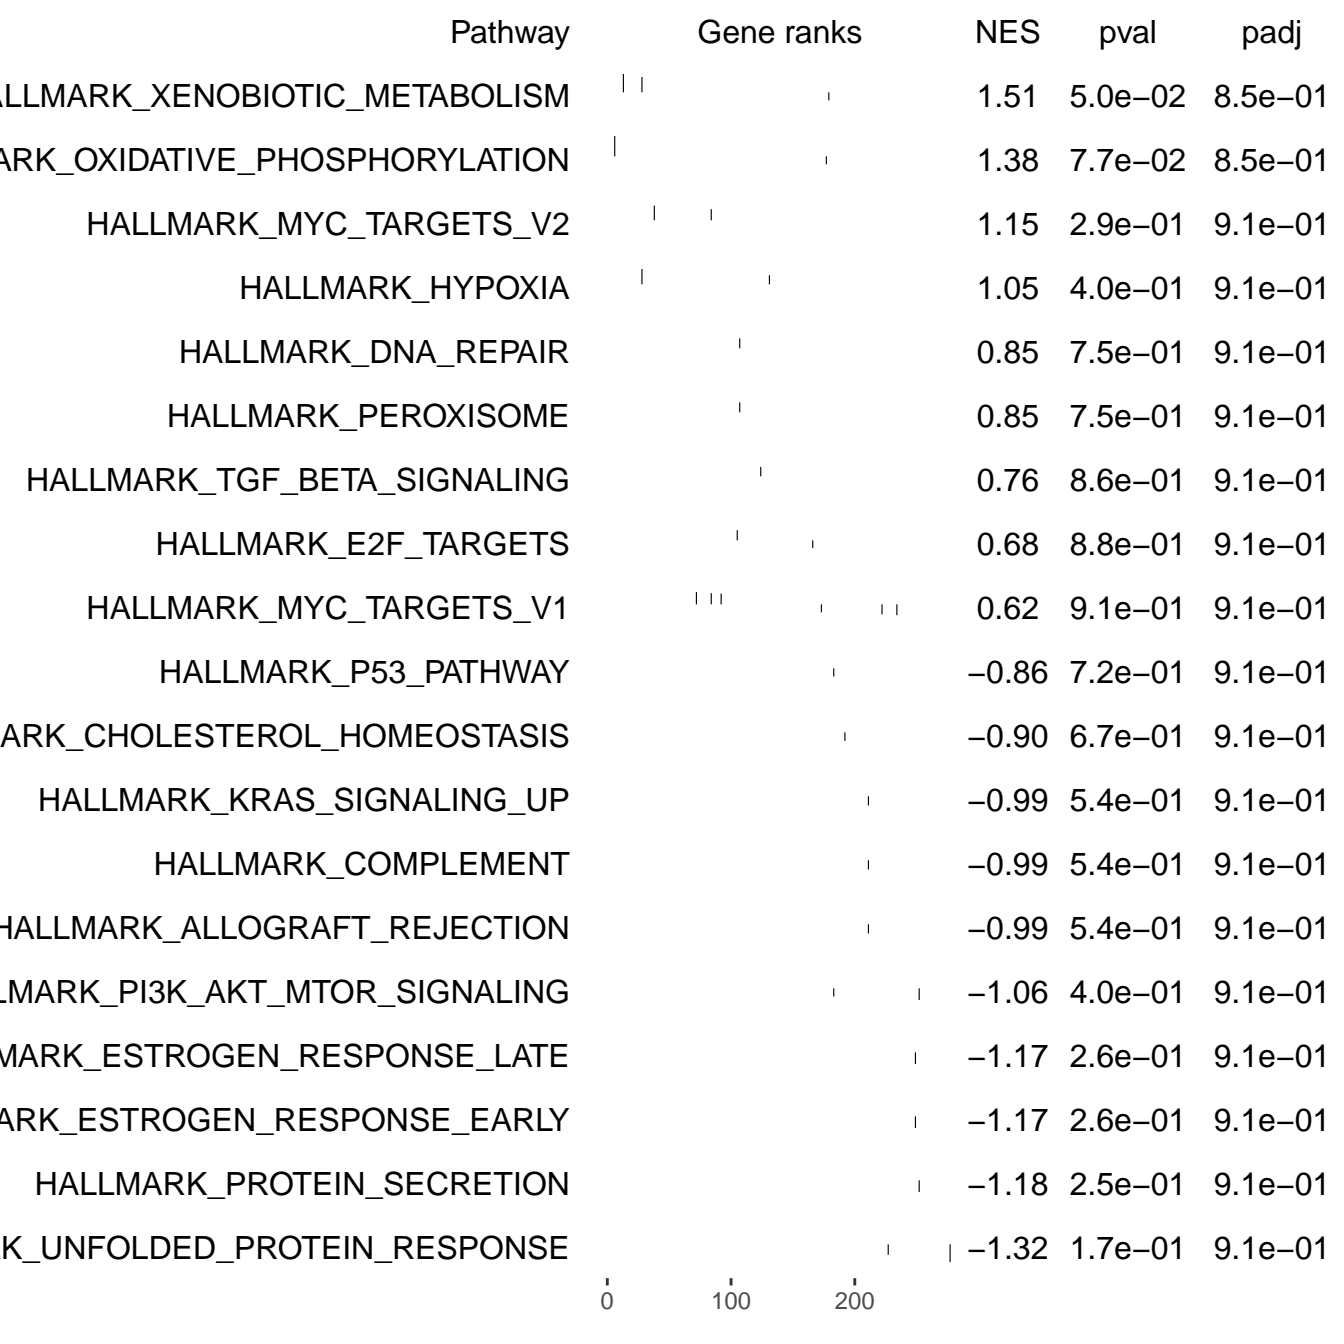 Pathway Gene ranks NES pval padj
ALLMARK_XENOBIOTIC_METABOLISM 1.51 5.0e−02 8.5e−01
ARK_OXIDATIVE_PHOSPHORYLATION 1.38 7.7e−02 8.5e−01
HALLMARK_MYC_TARGETS_V2 1.15 2.9e−01 9.1e−01
HALLMARK_HYPOXIA 1.05 4.0e−01 9.1e−01
HALLMARK_DNA_REPAIR 0.85 7.5e−01 9.1e−01
HALLMARK_PEROXISOME 0.85 7.5e−01 9.1e−01
HALLMARK_TGF_BETA_SIGNALING 0.76 8.6e−01 9.1e−01
HALLMARK_E2F_TARGETS 0.68 8.8e−01 9.1e−01
HALLMARK_MYC_TARGETS_V1 0.62 9.1e−01 9.1e−01
HALLMARK_P53_PATHWAY −0.86 7.2e−01 9.1e−01
ARK_CHOLESTEROL_HOMEOSTASIS −0.90 6.7e−01 9.1e−01
HALLMARK_KRAS_SIGNALING_UP −0.99 5.4e−01 9.1e−01
HALLMARK_COMPLEMENT −0.99 5.4e−01 9.1e−01
HALLMARK_ALLOGRAFT_REJECTION −0.99 5.4e−01 9.1e−01
LMARK_PI3K_AKT_MTOR_SIGNALING −1.06 4.0e−01 9.1e−01
MARK_ESTROGEN_RESPONSE_LATE −1.17 2.6e−01 9.1e−01
ARK_ESTROGEN_RESPONSE_EARLY −1.17 2.6e−01 9.1e−01
HALLMARK_PROTEIN_SECRETION −1.18 2.5e−01 9.1e−01
K_UNFOLDED_PROTEIN_RESPONSE −1.32 1.7e−01 9.1e−01
0 100 200